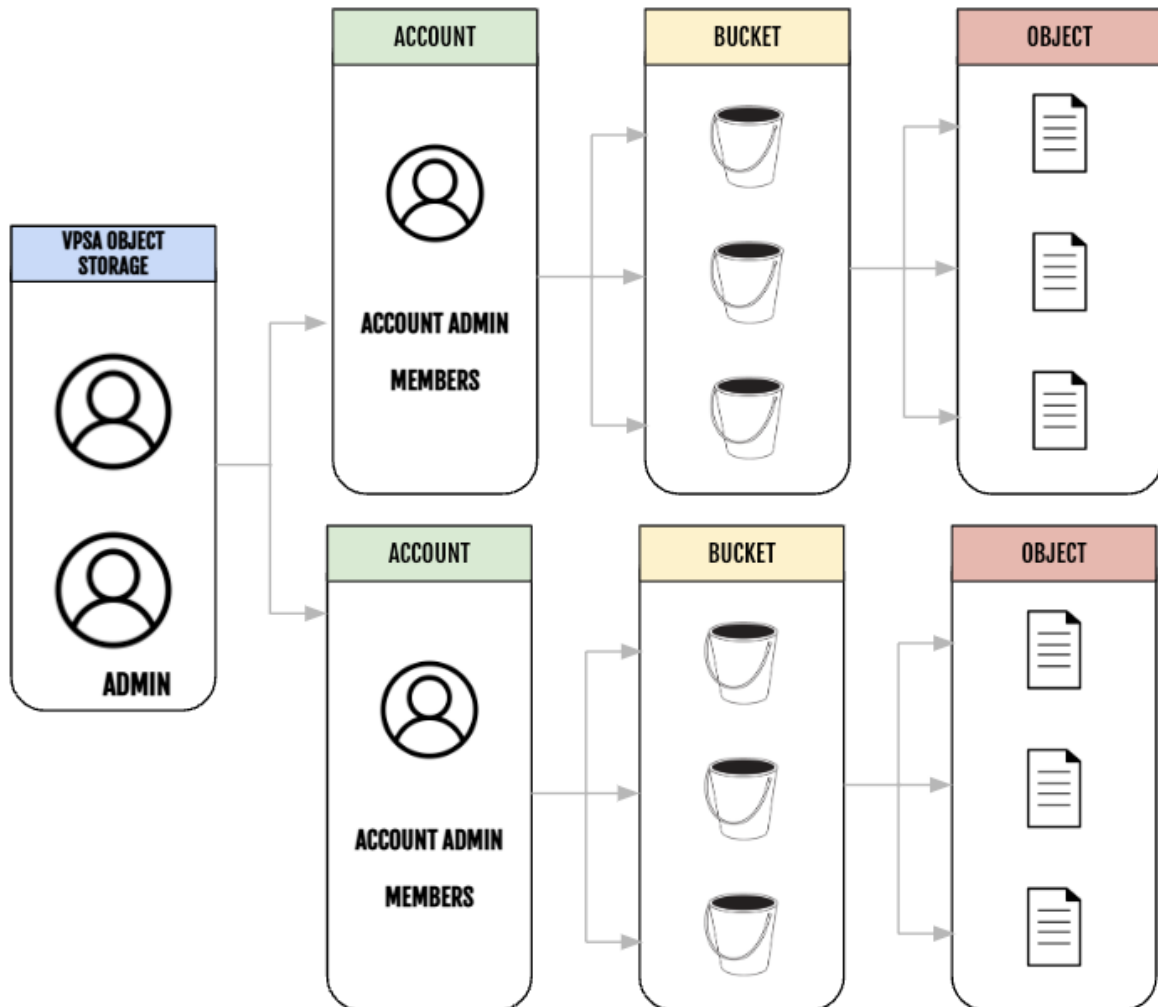 ACCOUNT
BUCKET
OBJECT
VPSA OBJECT
STORAGE
ACCOUNT ADMIN
MEMBERS
ADMIN
ACCOUNT
BUCKET
OBJECT
ACCOUNT ADMIN
MEMBERS